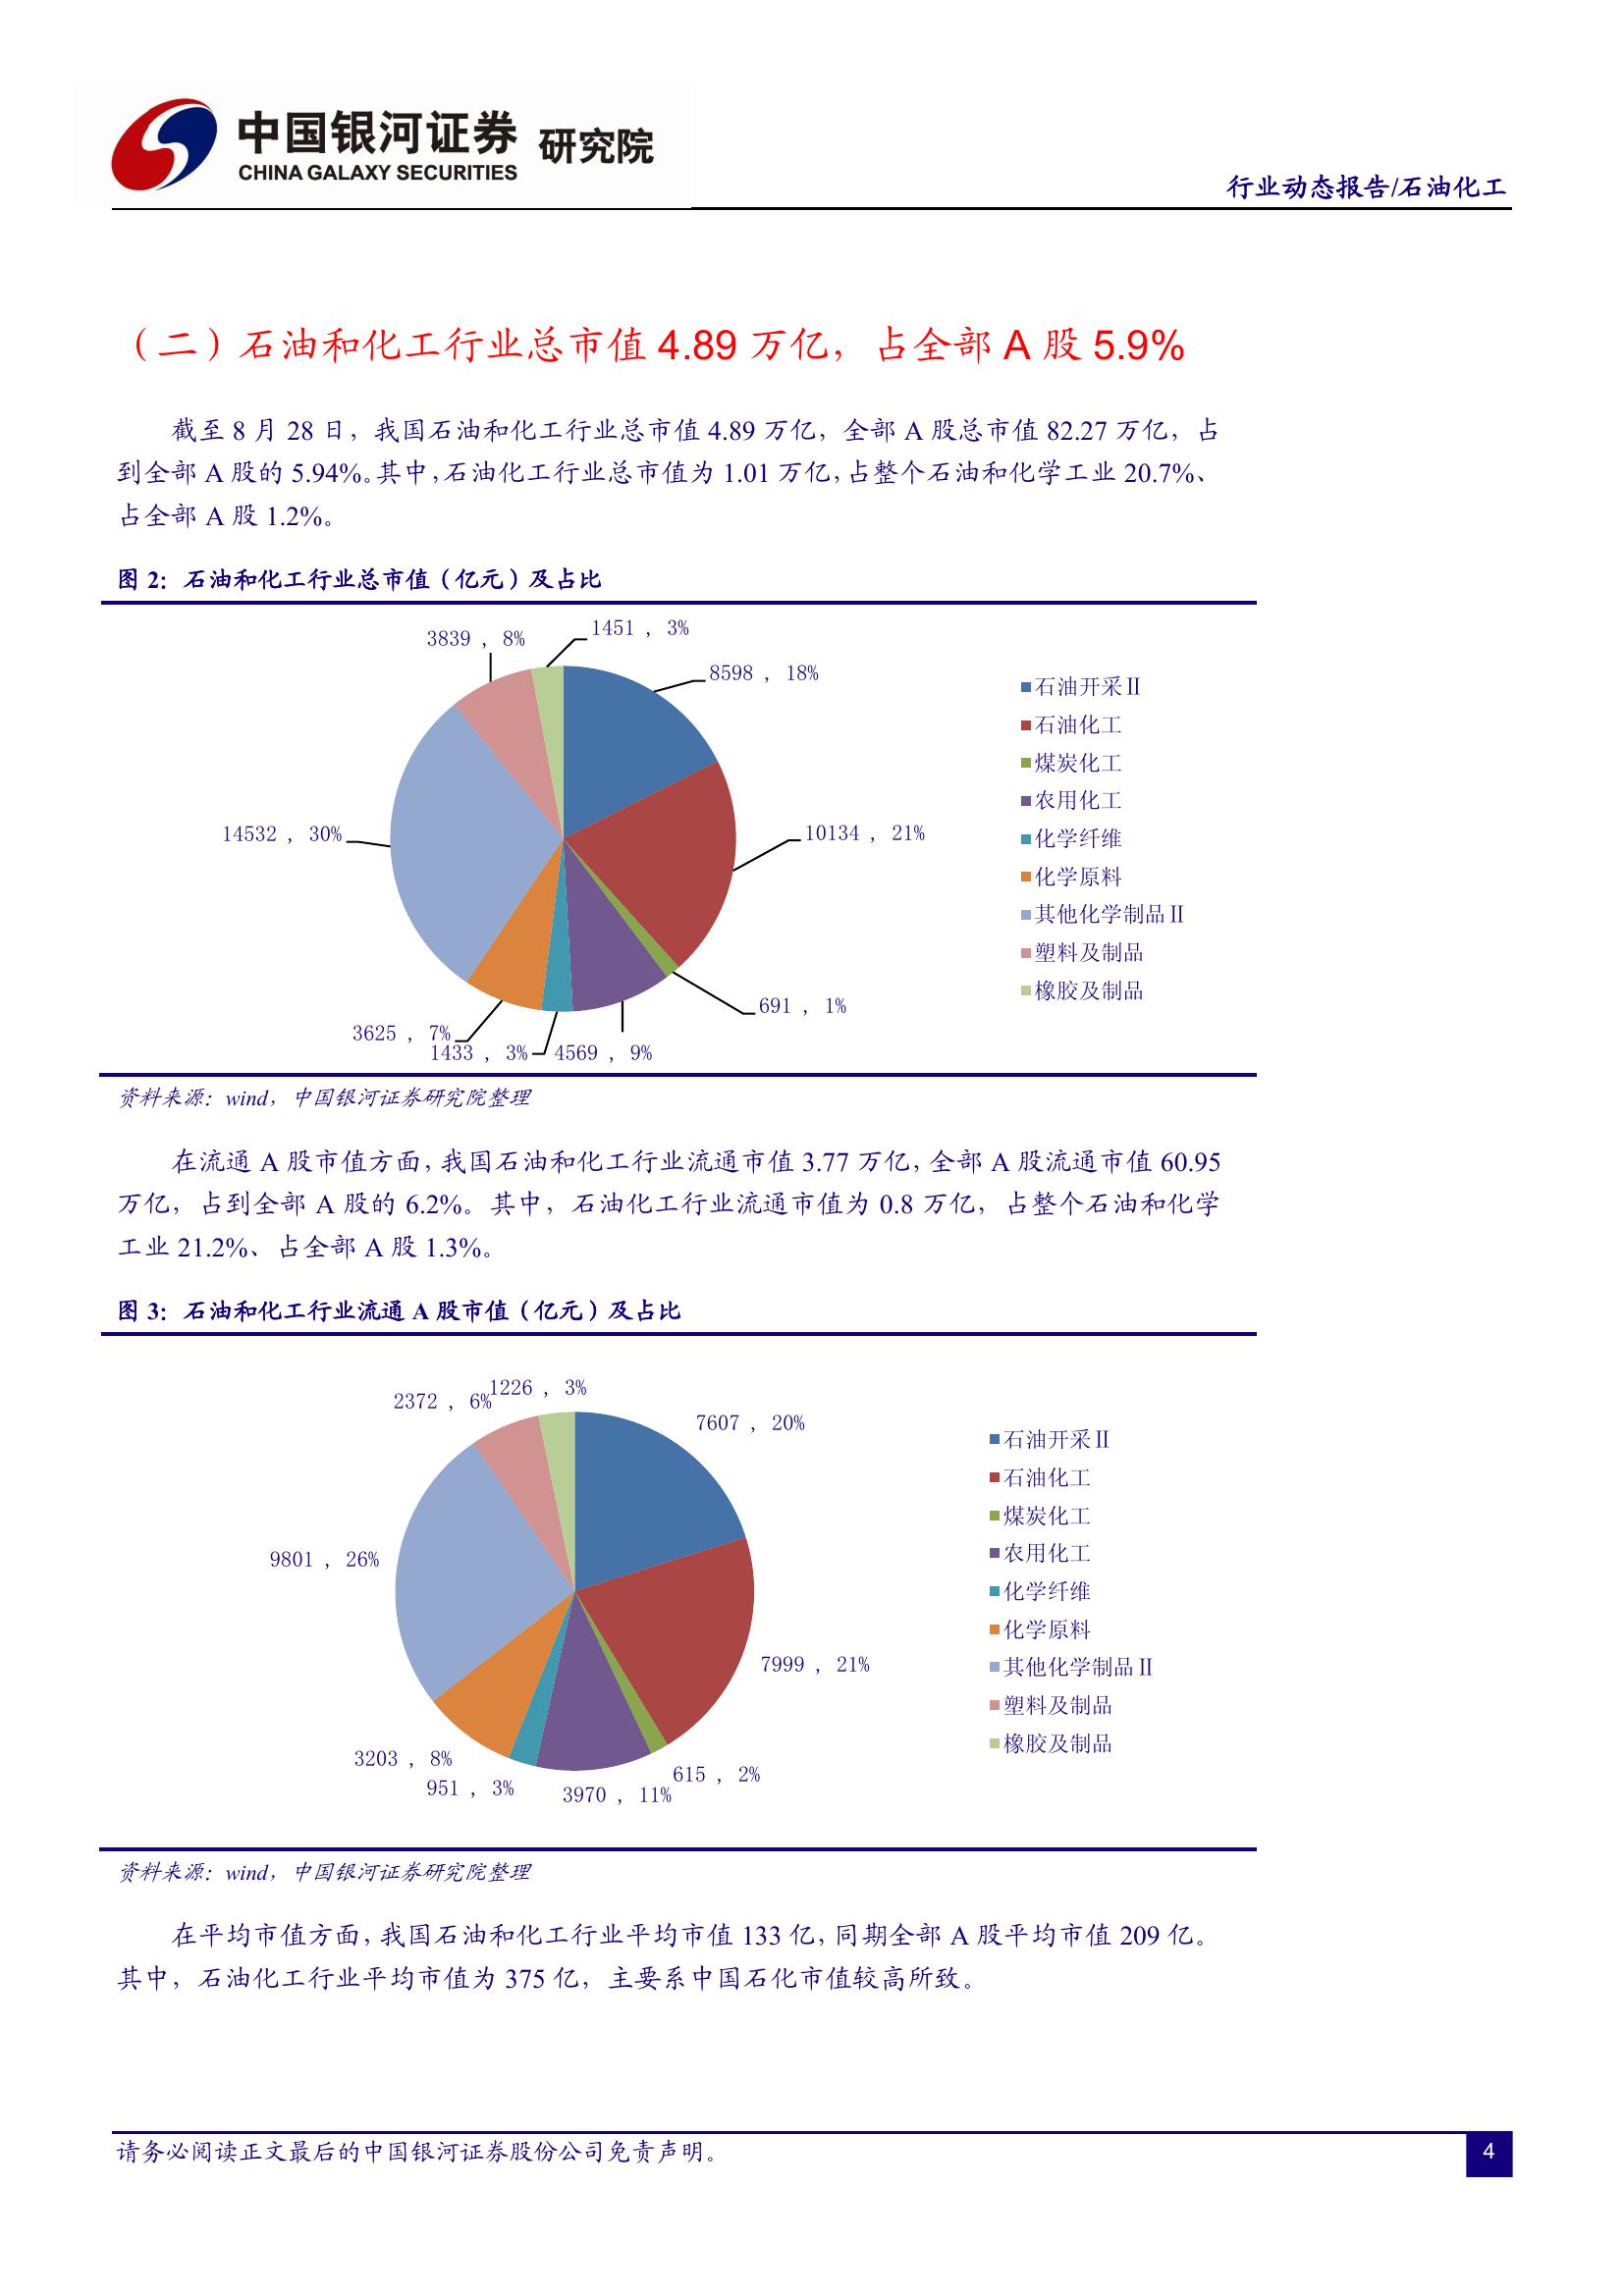 中国银河证券 研究院
CHINA GALAXY SECURITIES
行业动态报告/石油化工
（二）石油和化工行业总市值 4.89 万亿，占全部 A 股 5.9%
截至 8 月 28 日，我国石油和化工行业总市值 4.89 万亿，全部 A 股总市值 82.27 万亿，占
到全部 A 股的 5.94%。其中，石油化工行业总市值为 1.01 万亿，占整个石油和化学工业 20.7%、
占全部 A 股 1.2%。
图 2：石油和化工行业总市值（亿元）及占比
1451 , 3%
3839 , 8%
8598 , 18%
14532 , 30%
10134 , 21%
691 , 1%
3625 , 7%
1433 , 3%
4569 , 9%
石油开采Ⅱ
石油化工
煤炭化工
农用化工
化学纤维
化学原料
其他化学制品Ⅱ
塑料及制品
橡胶及制品
资料来源：wind，中国银河证券研究院整理
在流通 A 股市值方面，我国石油和化工行业流通市值 3.77 万亿，全部 A 股流通市值 60.95
万亿，占到全部 A 股的 6.2%。其中，石油化工行业流通市值为 0.8 万亿，占整个石油和化学
工业 21.2%、占全部 A 股 1.3%。
图 3：石油和化工行业流通 A 股市值（亿元）及占比
1226 , 3%
2372 , 6%
7607 , 20%
9801 , 26%
7999 , 21%
3203 , 8%
615 , 2%
951 , 3%
3970 , 11%
石油开采Ⅱ
石油化工
煤炭化工
农用化工
化学纤维
化学原料
其他化学制品Ⅱ
塑料及制品
橡胶及制品
资料来源：wind，中国银河证券研究院整理
在平均市值方面，我国石油和化工行业平均市值 133 亿，同期全部 A 股平均市值 209 亿。
其中，石油化工行业平均市值为 375 亿，主要系中国石化市值较高所致。
请务必阅读正文最后的中国银河证券股份公司免责声明。
4